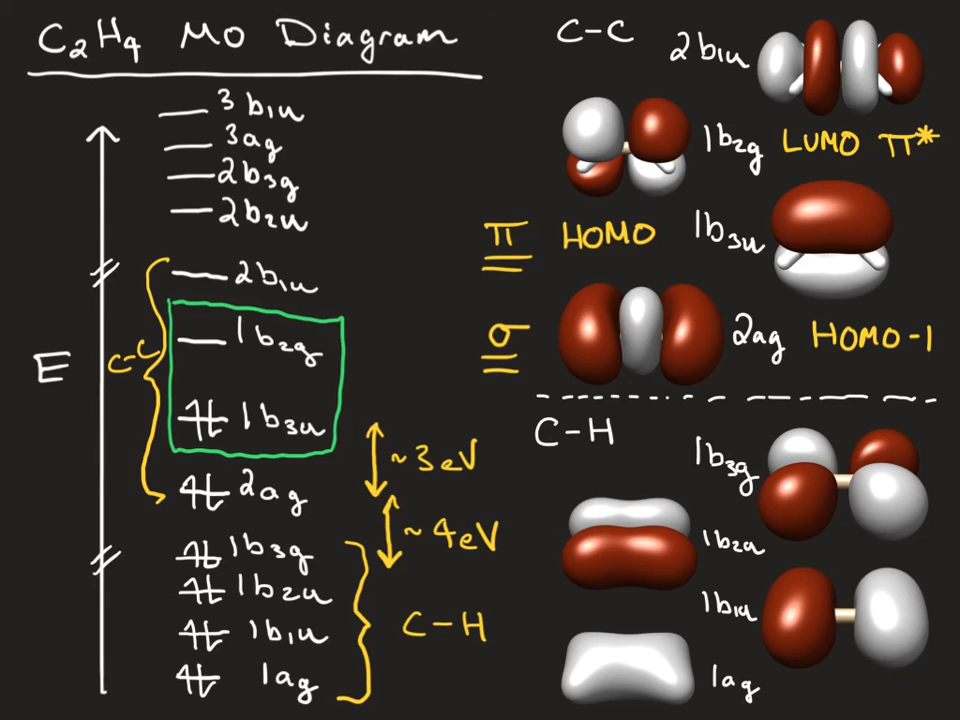 C₂H₄ MO Diagram
3b₁ᵤ
3ag
2b₃g
2b₂ᵤ
2b₁ᵤ
1b₂g
1b₃ᵤ
2ag
1b₃g
1b₂ᵤ
1b₁ᵤ
1ag
E
C-C
~3eV
~4eV
C-H
C-C
2b₁ᵤ
1b₂g LUMO π*
π HOMO 1b₃ᵤ
σ 2ag HOMO-1
C-H
1b₃g
1b₂ᵤ
1b₁ᵤ
1ag